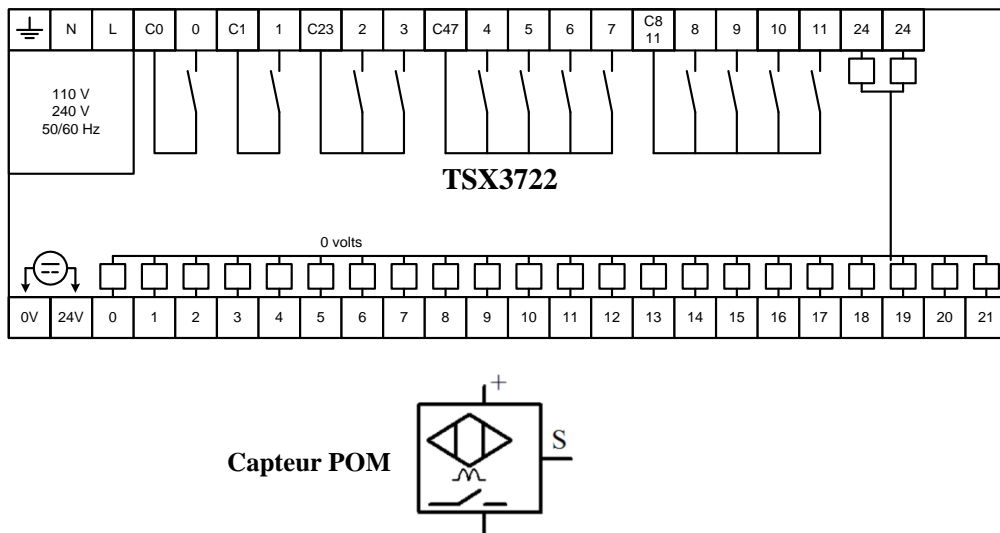 N L C0 0 C1 1 C23 2 3 C47 4 5 6 7 C8 11 8 9 10 11 24 24
110 V
240 V
50/60 Hz
TSX3722
0 volts
0V 24V 0 1 2 3 4 5 6 7 8 9 10 11 12 13 14 15 16 17 18 19 20 21
+
S
Capteur POM